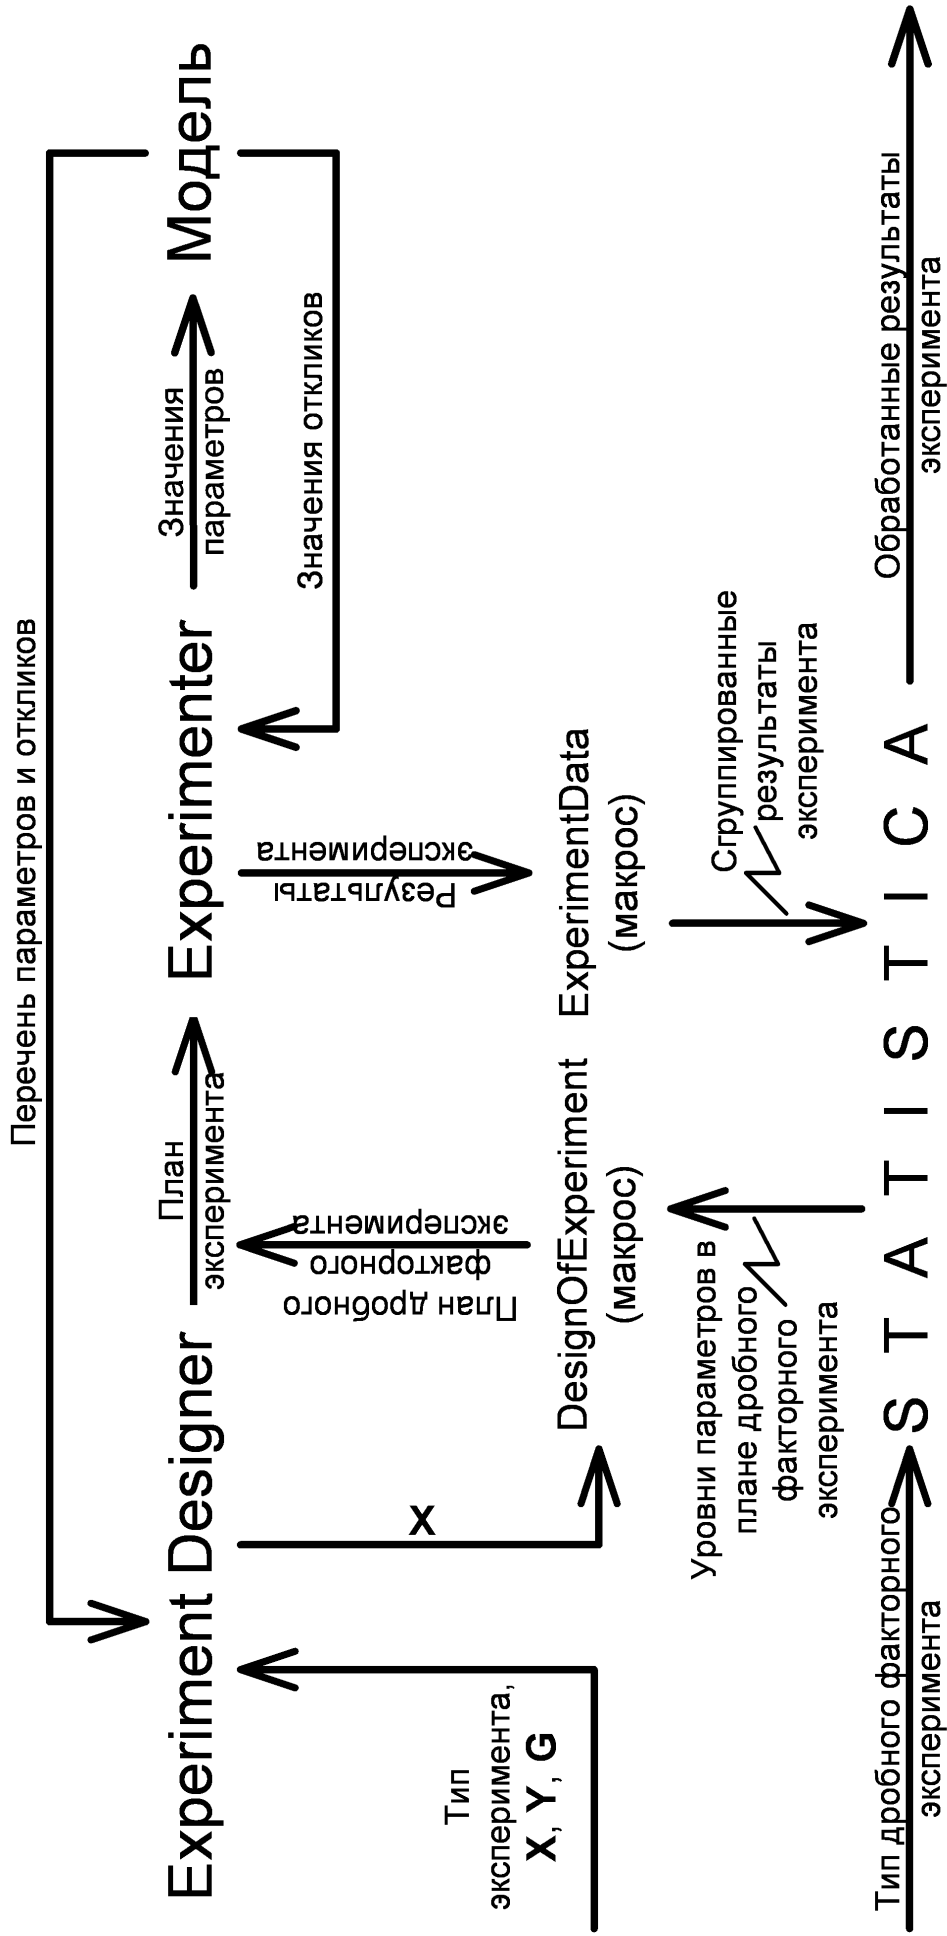 Перечень параметров и откликов
Experiment Designer
План
эксперимента
Experimenter
Значения
параметров
Модель
Значения откликов
Тип
эксперимента,
X, Y, G
X
План дробного
факторного
эксперимента
Результаты
эксперимента
DesignOfExperiment
(макрос)
ExperimentData
(макрос)
Уровни параметров в
плане дробного
факторного
эксперимента
Сгруппированные
результаты
эксперимента
Тип дробного факторного
эксперимента
S T A T I S T I C A
Обработанные результаты
эксперимента